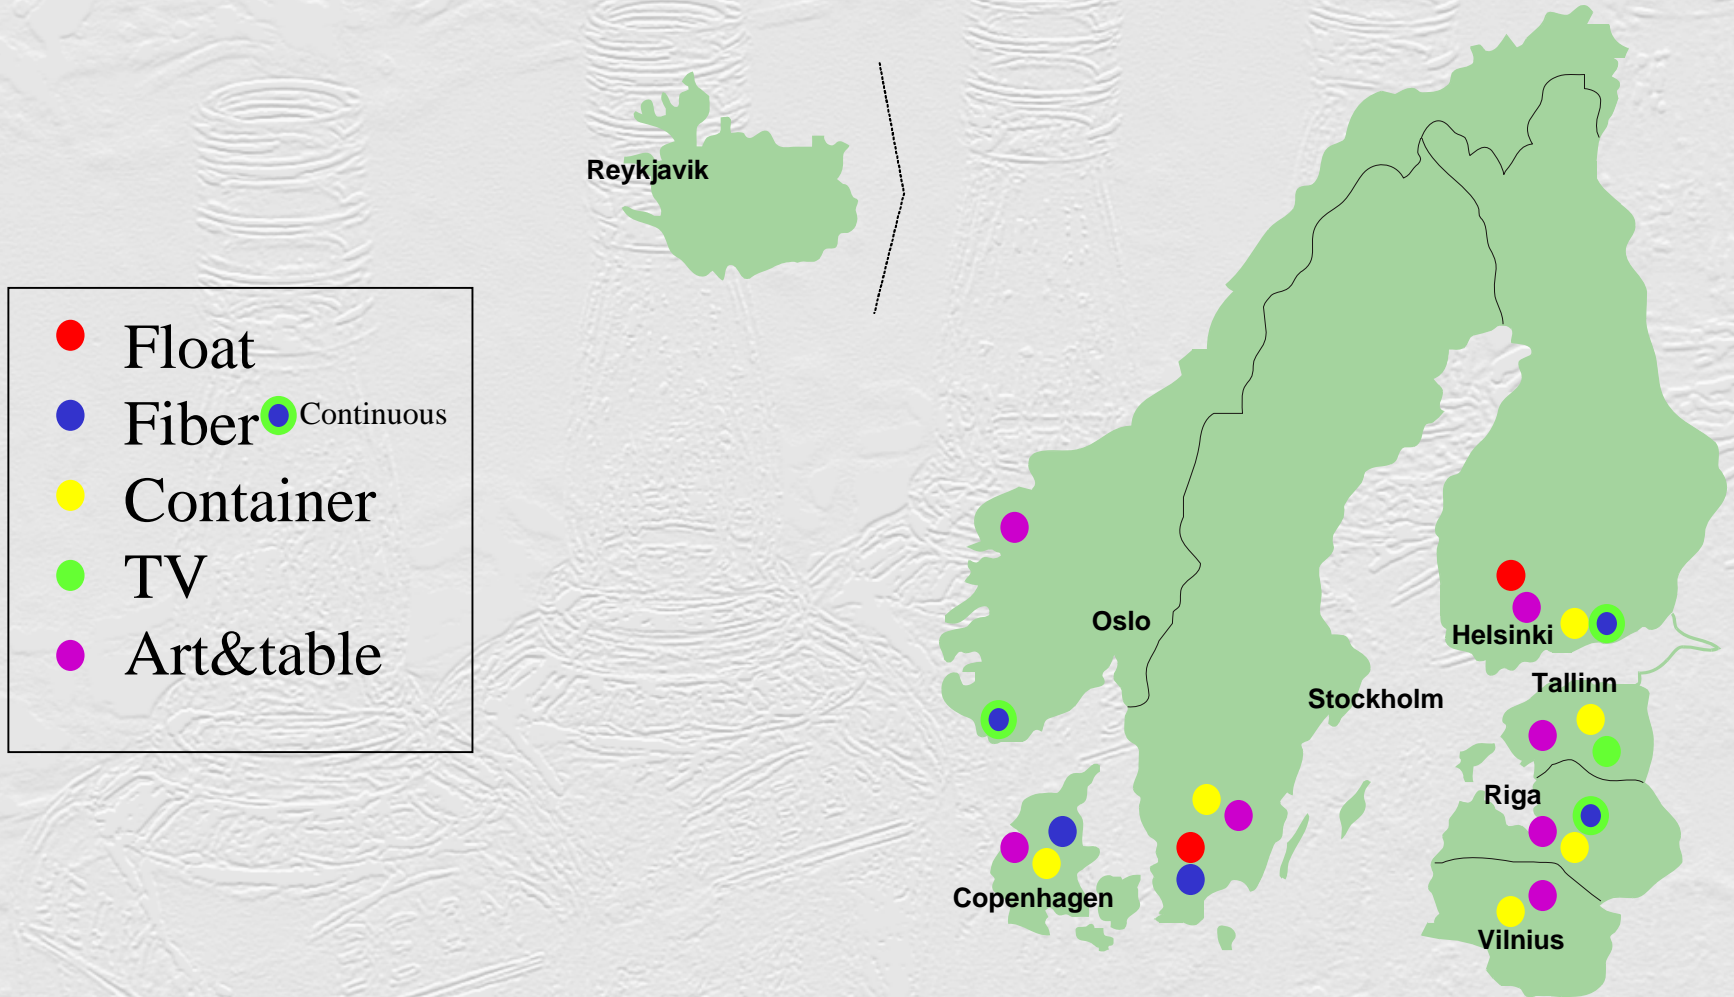 Reykjavik
Float
Fiber Continuous
Container
TV
Art&table
Oslo
Helsinki
Tallinn
Stockholm
Riga
Copenhagen
Vilnius